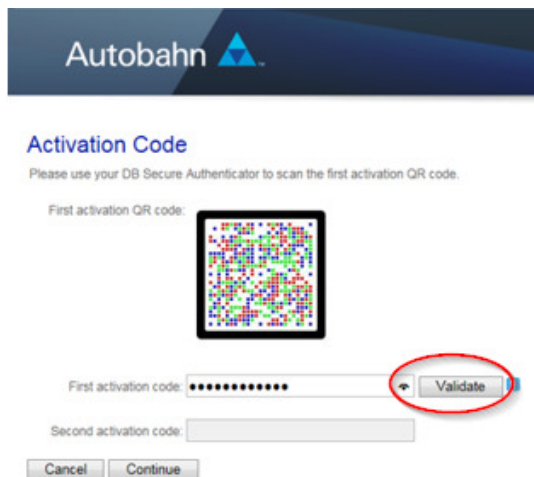 Autobahn
Activation Code
Please use your DB Secure Authenticator to scan the first activation QR code.
First activation QR code:
First activation code: ●●●●●●●●●●●● Validate
Second activation code:
Cancel Continue